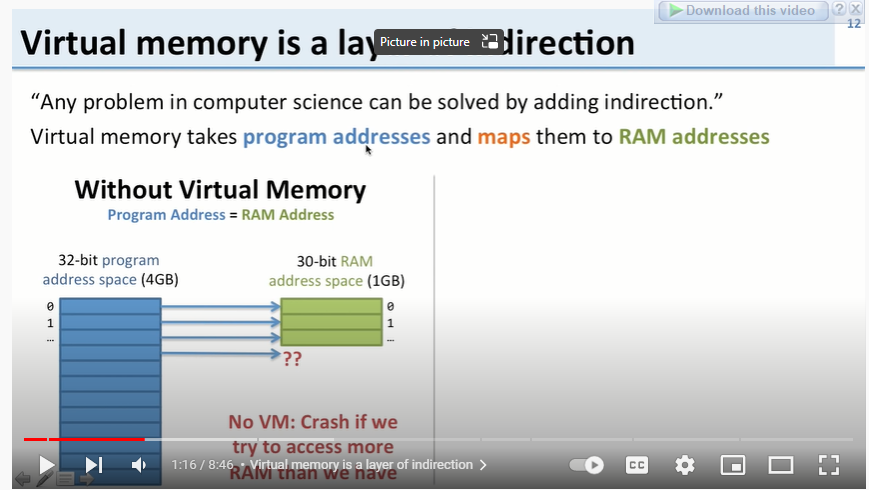 Download this video
12
Virtual memory is a lay
Picture in picture
direction
“Any problem in computer science can be solved by adding indirection.”
Virtual memory takes program addresses and maps them to RAM addresses
Without Virtual Memory
Program Address = RAM Address
32-bit program
address space (4GB)
30-bit RAM
address space (1GB)
0
1
...
0
1
...
??
No VM: Crash if we
try to access more
RAM than we have
1:16 / 8:46 • Virtual memory is a layer of indirection
CC